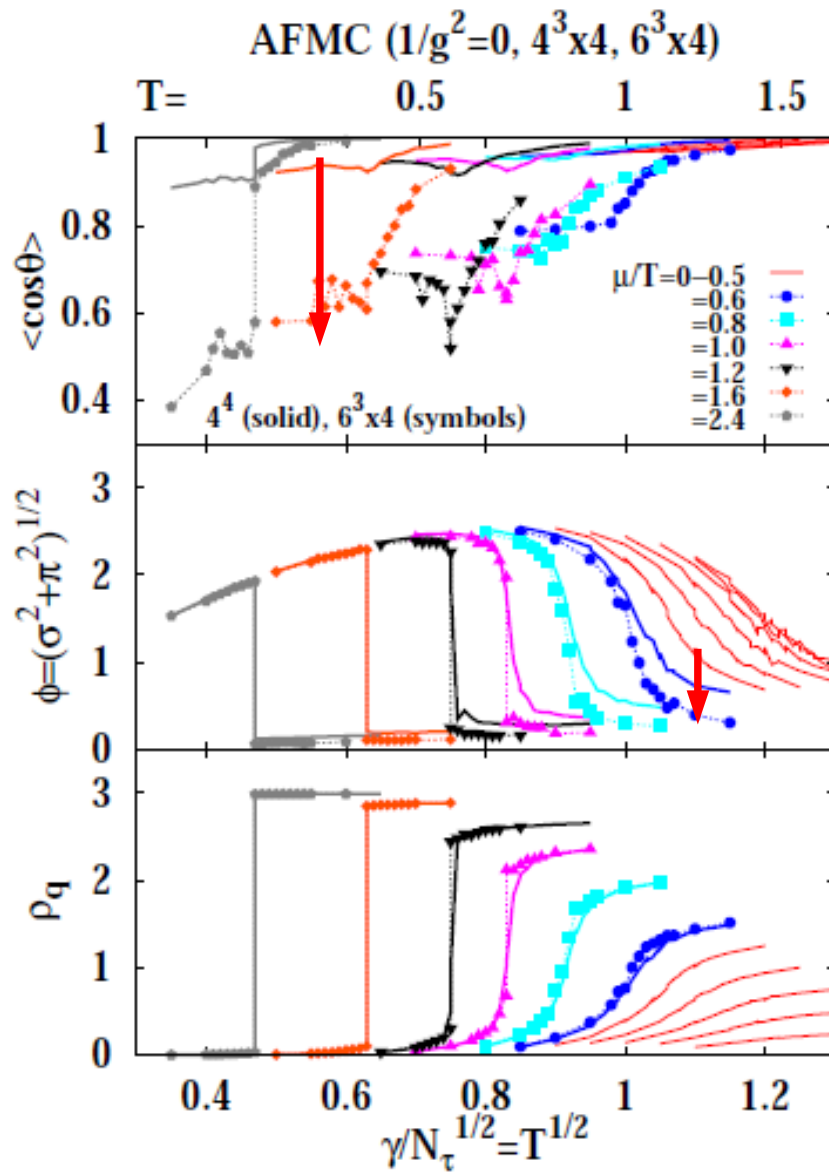 AFMC (1/g²=0, 4³x4, 6³x4)
T= 0.5 1 1.5
1
0.8
0.6
0.4
<cosθ>
μ/T=0−0.5
=0.6
=0.8
=1.0
=1.2
=1.6
=2.4
4⁴ (solid), 6³x4 (symbols)
3
2
1
0
ϕ=(σ²+π²)^1/2
3
2
1
0
ρq
0.4 0.6 0.8 1 1.2
γ/Nτ^1/2=T^1/2